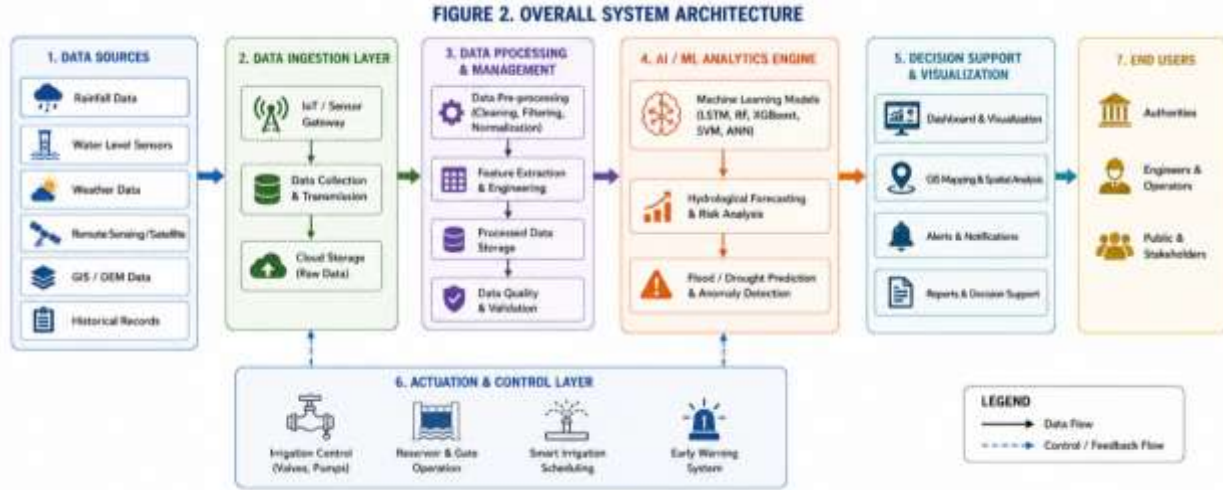 FIGURE 2. OVERALL SYSTEM ARCHITECTURE
1. DATA SOURCES
Rainfall Data
Water Level Sensors
Weather Data
Remote Sensing/Satellite
GIS / DEM Data
Historical Records
2. DATA INGESTION LAYER
IoT / Sensor
Gateway
Data Collection
& Transmission
Cloud Storage
(Raw Data)
3. DATA PROCESSING
& MANAGEMENT
Data Pre-processing
(Clearing, Filtering,
Normalization)
Feature Extraction
& Engineering
Processed Data
Storage
Data Quality
& Validation
4. AI / ML ANALYTICS ENGINE
Machine Learning Models
(LSTM, RF, XGBoost,
SVM, ANN)
Hydrological Forecasting
& Risk Analysis
Flood / Drought Prediction
& Anomaly Detection
5. DECISION SUPPORT
& VISUALIZATION
Dashboard & Visualization
GIS Mapping & Spatial Analysis
Alerts & Notifications
Reports & Decision Support
7. END USERS
Authorities
Engineers &
Operators
Public &
Stakeholders
6. ACTUATION & CONTROL LAYER
Irrigation Control
(Valves, Pumps)
Reservoir & Gate
Operation
Smart Irrigation
Scheduling
Early Warning
System
LEGEND
Data Flow
Control / Feedback Flow